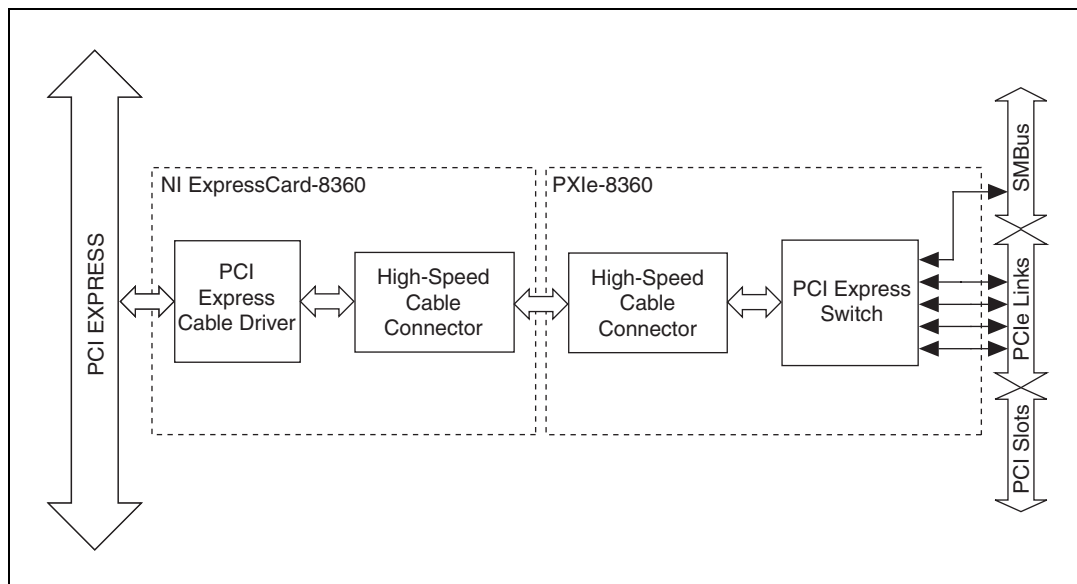 PCI EXPRESS
NI ExpressCard-8360
PCI
Express
Cable Driver
High-Speed
Cable
Connector
PXIe-8360
High-Speed
Cable
Connector
PCI Express
Switch
SMBus
PCIe Links
PCI Slots